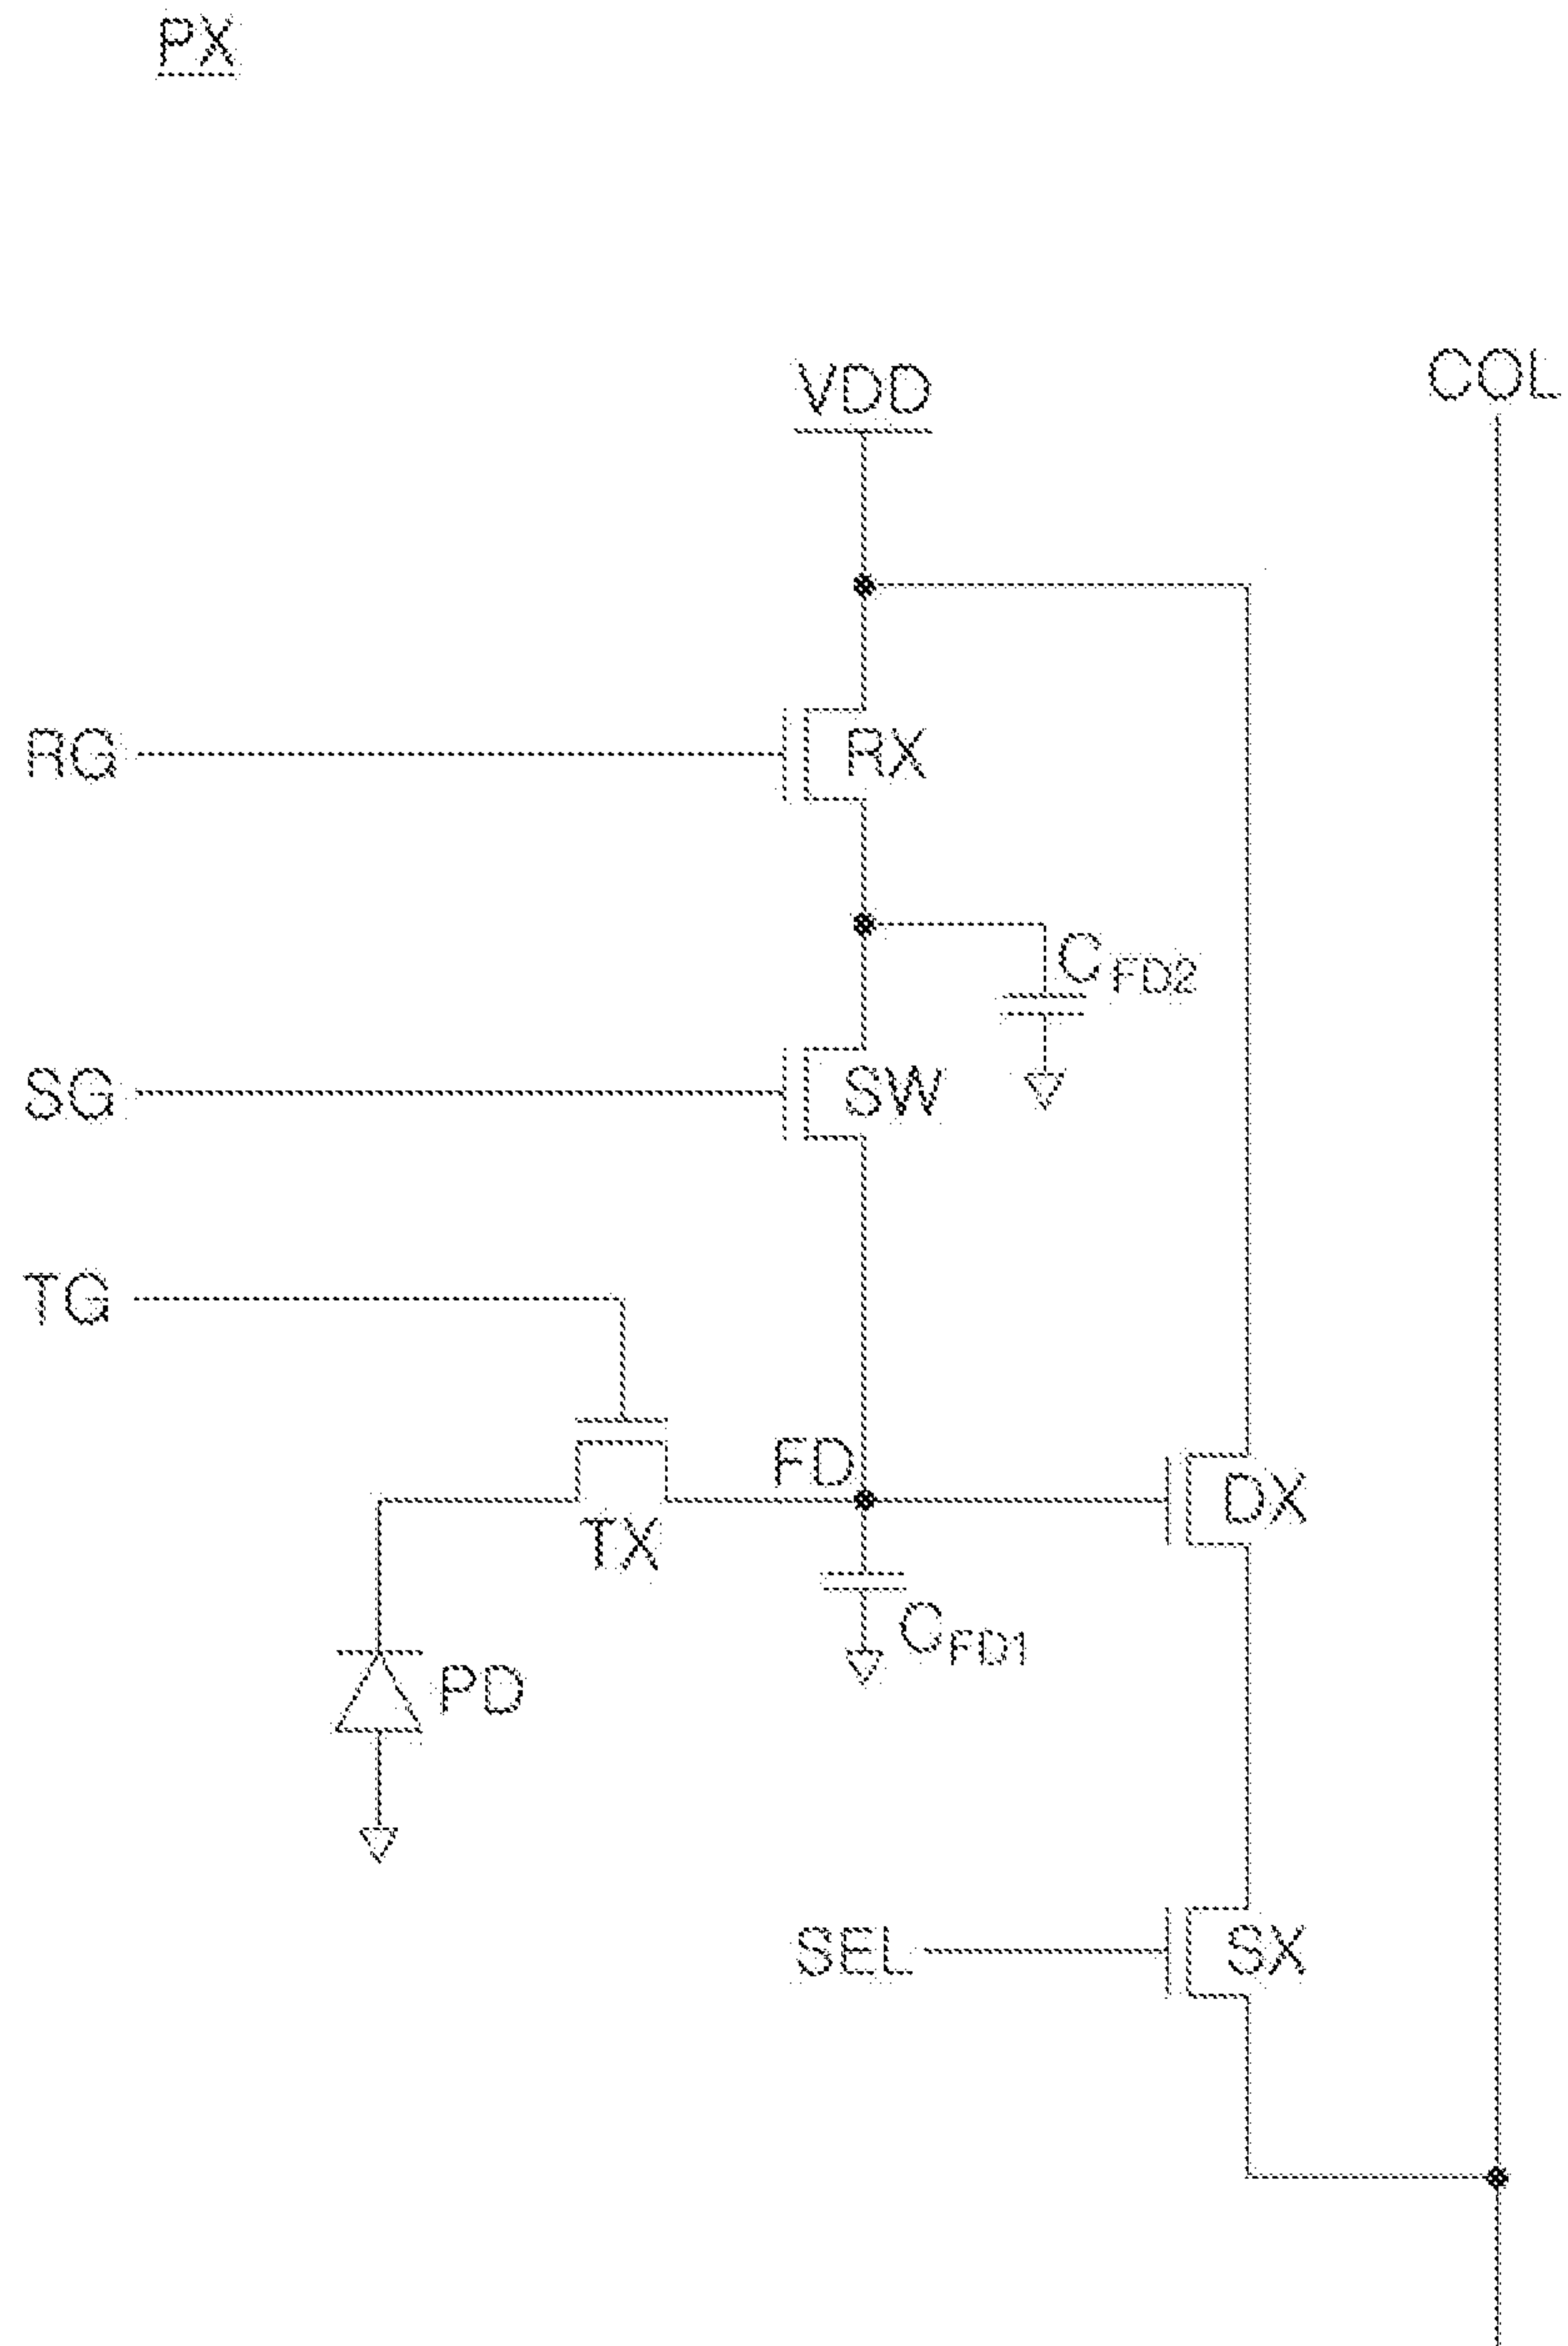 PX
VDD
COL
RG
RX
CFD2
SG
SW
TG
FD
DX
TX
CFD1
PD
SEL
SX